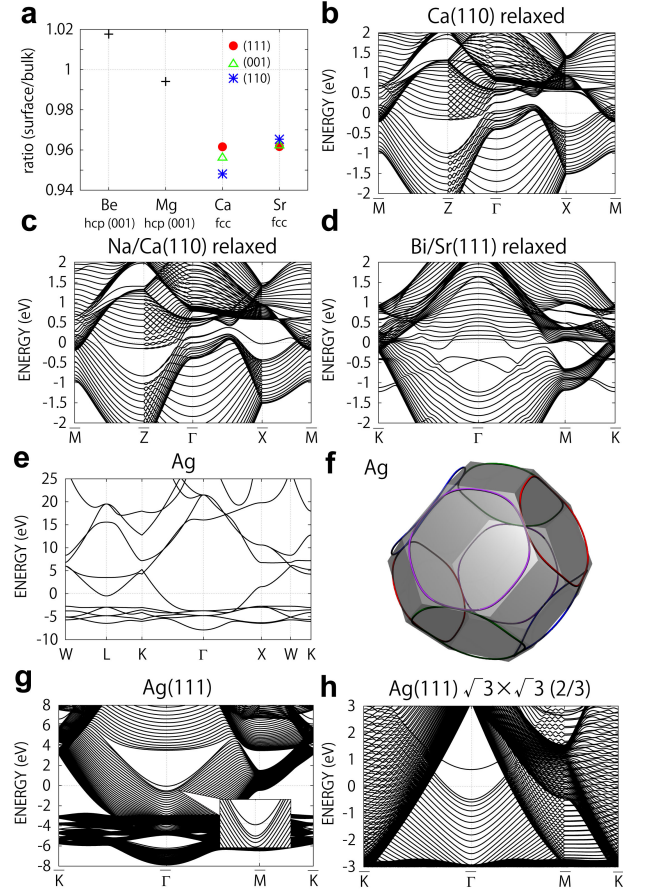 a
1.02
1
0.98
0.96
0.94
ratio (surface/bulk)
(111)
(001)
(110)
Be
hcp (001)
Mg
hcp (001)
Ca
fcc
Sr
fcc
b
Ca(110) relaxed
ENERGY (eV)
2
1.5
1
0.5
0
-0.5
-1
-1.5
-2
M̅ Z̅ Γ̅ X̅ M̅
c
Na/Ca(110) relaxed
ENERGY (eV)
2
1.5
1
0.5
0
-0.5
-1
-1.5
-2
M̅ Z̅ Γ̅ X̅ M̅
d
Bi/Sr(111) relaxed
ENERGY (eV)
2
1.5
1
0.5
0
-0.5
-1
-1.5
-2
K̅ Γ̅ M̅ K̅
e
Ag
ENERGY (eV)
25
20
15
10
5
0
-5
-10
W L K Γ X W K
f
Ag
g
Ag(111)
ENERGY (eV)
8
6
4
2
0
-2
-4
-6
-8
K̅ Γ̅ M̅ K̅
h
Ag(111) √3×√3 (2/3)
ENERGY (eV)
3
2
1
0
-1
-2
-3
K̅ Γ̅ M̅ K̅